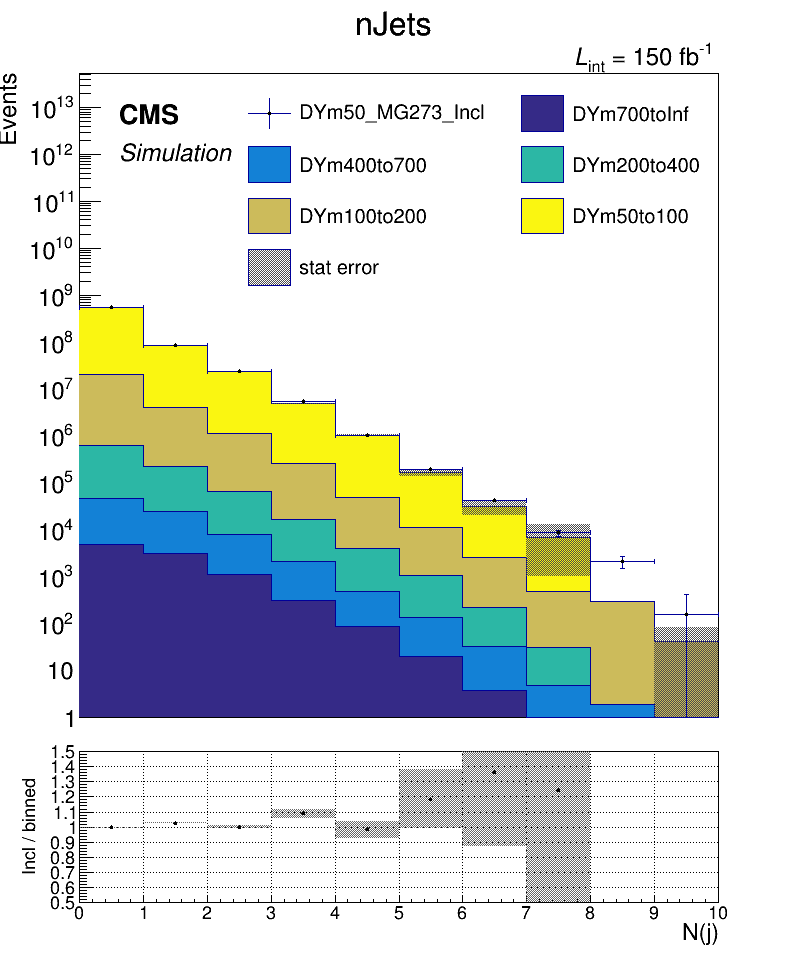 nJets
L_int = 150 fb^-1
Events
CMS
Simulation
DYm50_MG273_Incl
DYm700toInf
DYm400to700
DYm200to400
DYm100to200
DYm50to100
stat error
10^13
10^12
10^11
10^10
10^9
10^8
10^7
10^6
10^5
10^4
10^3
10^2
10
1
Incl / binned
1.5
1.4
1.3
1.2
1.1
1
0.9
0.8
0.7
0.6
0.5
0 1 2 3 4 5 6 7 8 9 10
N(j)